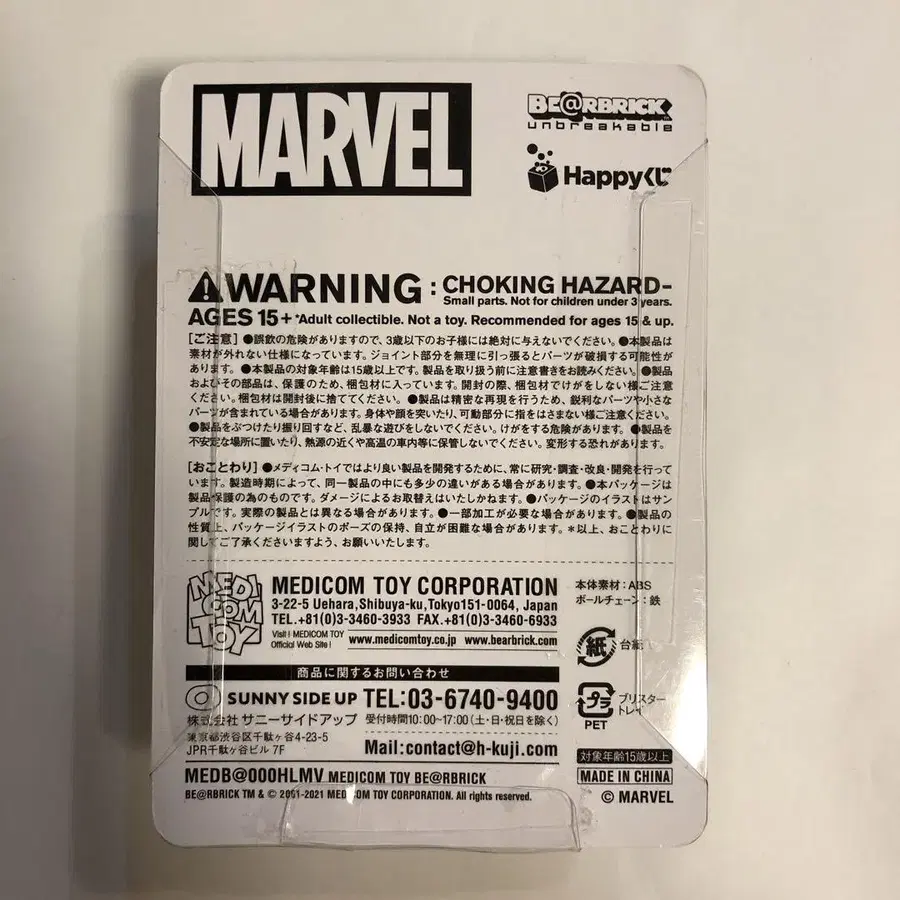 MARVEL
BE@RBRICK
unbreakable
Happyくじ
WARNING : CHOKING HAZARD-
Small parts. Not for children under 3 years.
AGES 15+ *Adult collectible. Not a toy. Recommended for ages 15 & up.
[ご注意] ●誤飲の危険がありますので、3歳以下のお子様には絶対に与えないでください。●本製品は
素材が外れない仕様になっています。ジョイント部分を無理に引っ張るとパーツが破損する可能性が
あります。●本製品の対象年齢は15歳以上です。製品を取り扱う前に注意書きをお読みください。●製品
およびその部品は、保護のため、梱包材に入っています。開封の際、梱包材でけがをしない様ご注意
ください。梱包材は開封後に捨ててください。●製品は精密な再現を行うため、鋭利なパーツや小さな
パーツが含まれている場合があります。身体や顔を突いたり、可動部分に指をはさまない様ご注意ください。
●製品をぶつけたり振り回すなど、乱暴な遊びをしないでください。けがをする危険があります。●製品を
不安定な場所に置いたり、熱源の近くや高温の車内等に保管しないでください。変形する恐れがあります。
[おことわり] ●メディコム・トイではより良い製品を開発するために、常に研究・調査・改良・開発を行って
います。製造時期によって、同一製品の中にも多少の違いがある場合があります。●本パッケージは
製品保護の為のものです。ダメージによるお取替えはいたしかねます。●パッケージのイラストはサン
プルです。実際の製品とは異なる場合があります。●一部加工が必要な場合があります。●製品の
性質上、パッケージイラストのポーズの保持、自立が困難な場合があります。*以上、おことわりに
関してご了承くださいますよう、お願いいたします。
MEDI
COM
TOY
MEDICOM TOY CORPORATION
3-22-5 Uehara,Shibuya-ku,Tokyo151-0064, Japan
TEL.+81(0)3-3460-3933 FAX.+81(0)3-3460-6933
Visit! MEDICOM TOY
Official Web Site!
www.medicomtoy.co.jp www.bearbrick.com
本体素材:ABS
ボールチェーン:鉄
紙 台紙
商品に関するお問い合わせ
SUNNY SIDE UP TEL:03-6740-9400
株式会社 サニーサイドアップ 受付時間10:00~17:00(土・日・祝日を除く)
東京都渋谷区千駄ヶ谷4-23-5
JPR千駄ヶ谷ビル 7F
Mail:contact@h-kuji.com
プラ
PET
ブリスター
トレイ
対象年齢15歳以上
MADE IN CHINA
© MARVEL
MEDB@000HLMV MEDICOM TOY BE@RBRICK
BE@RBRICK TM & © 2001-2021 MEDICOM TOY CORPORATION. All rights reserved.